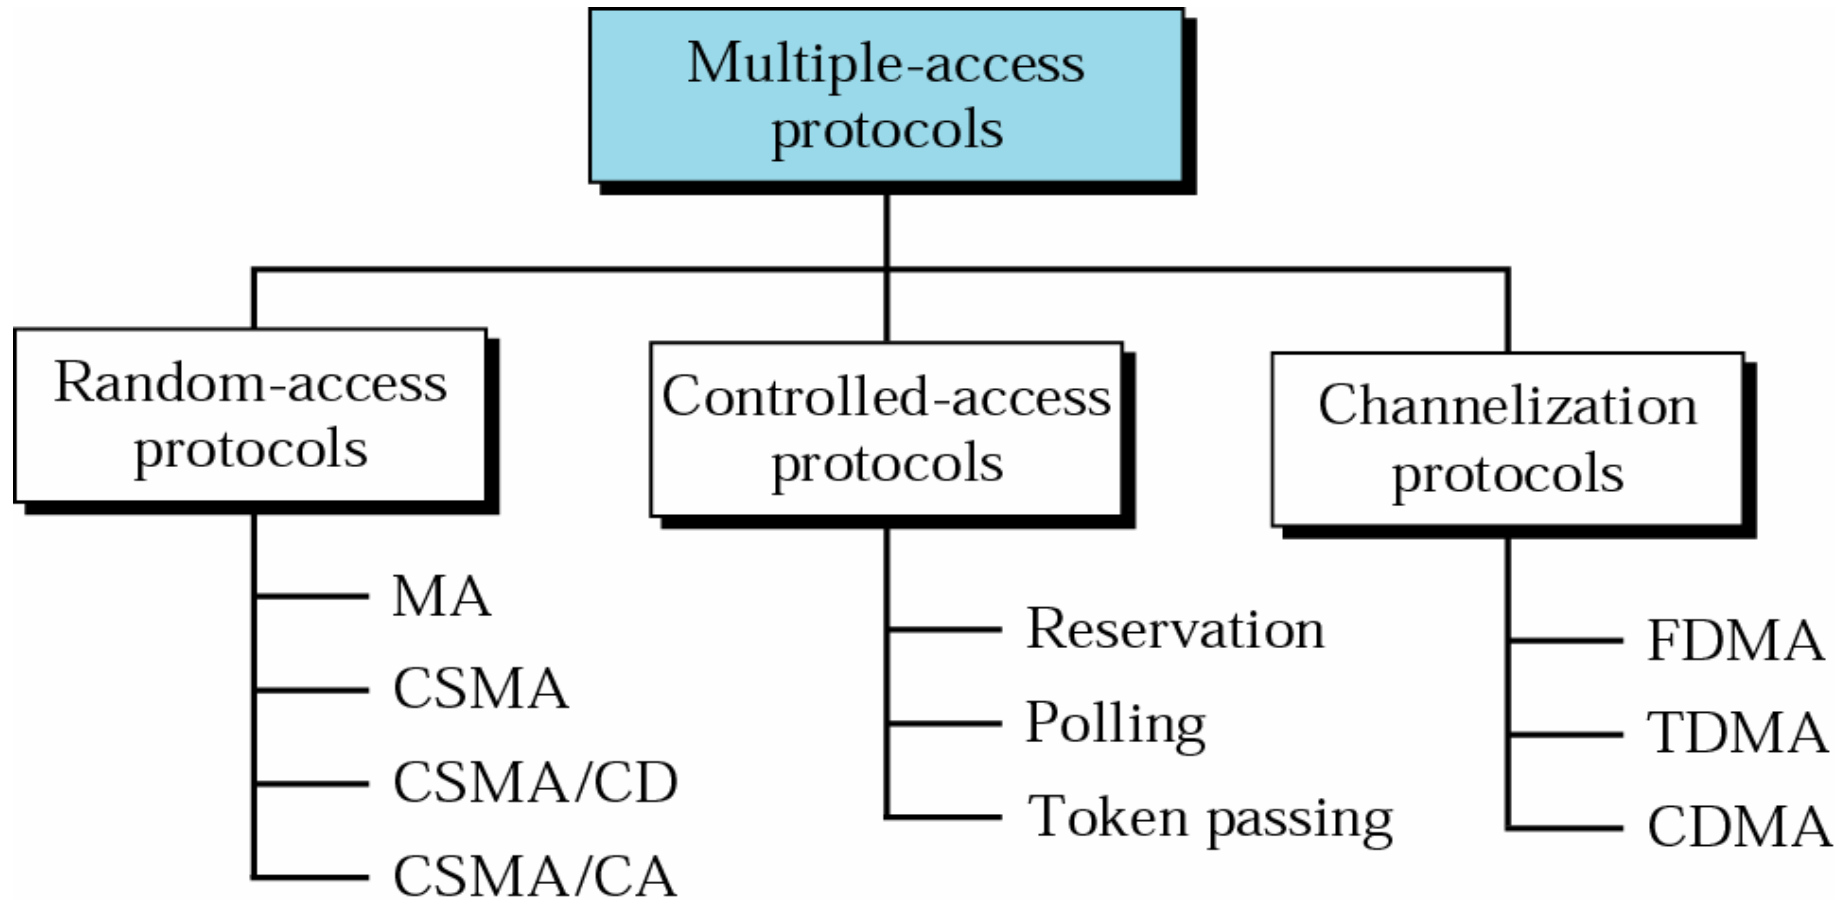 Multiple-access
protocols
Random-access
protocols
MA
CSMA
CSMA/CD
CSMA/CA
Controlled-access
protocols
Reservation
Polling
Token passing
Channelization
protocols
FDMA
TDMA
CDMA